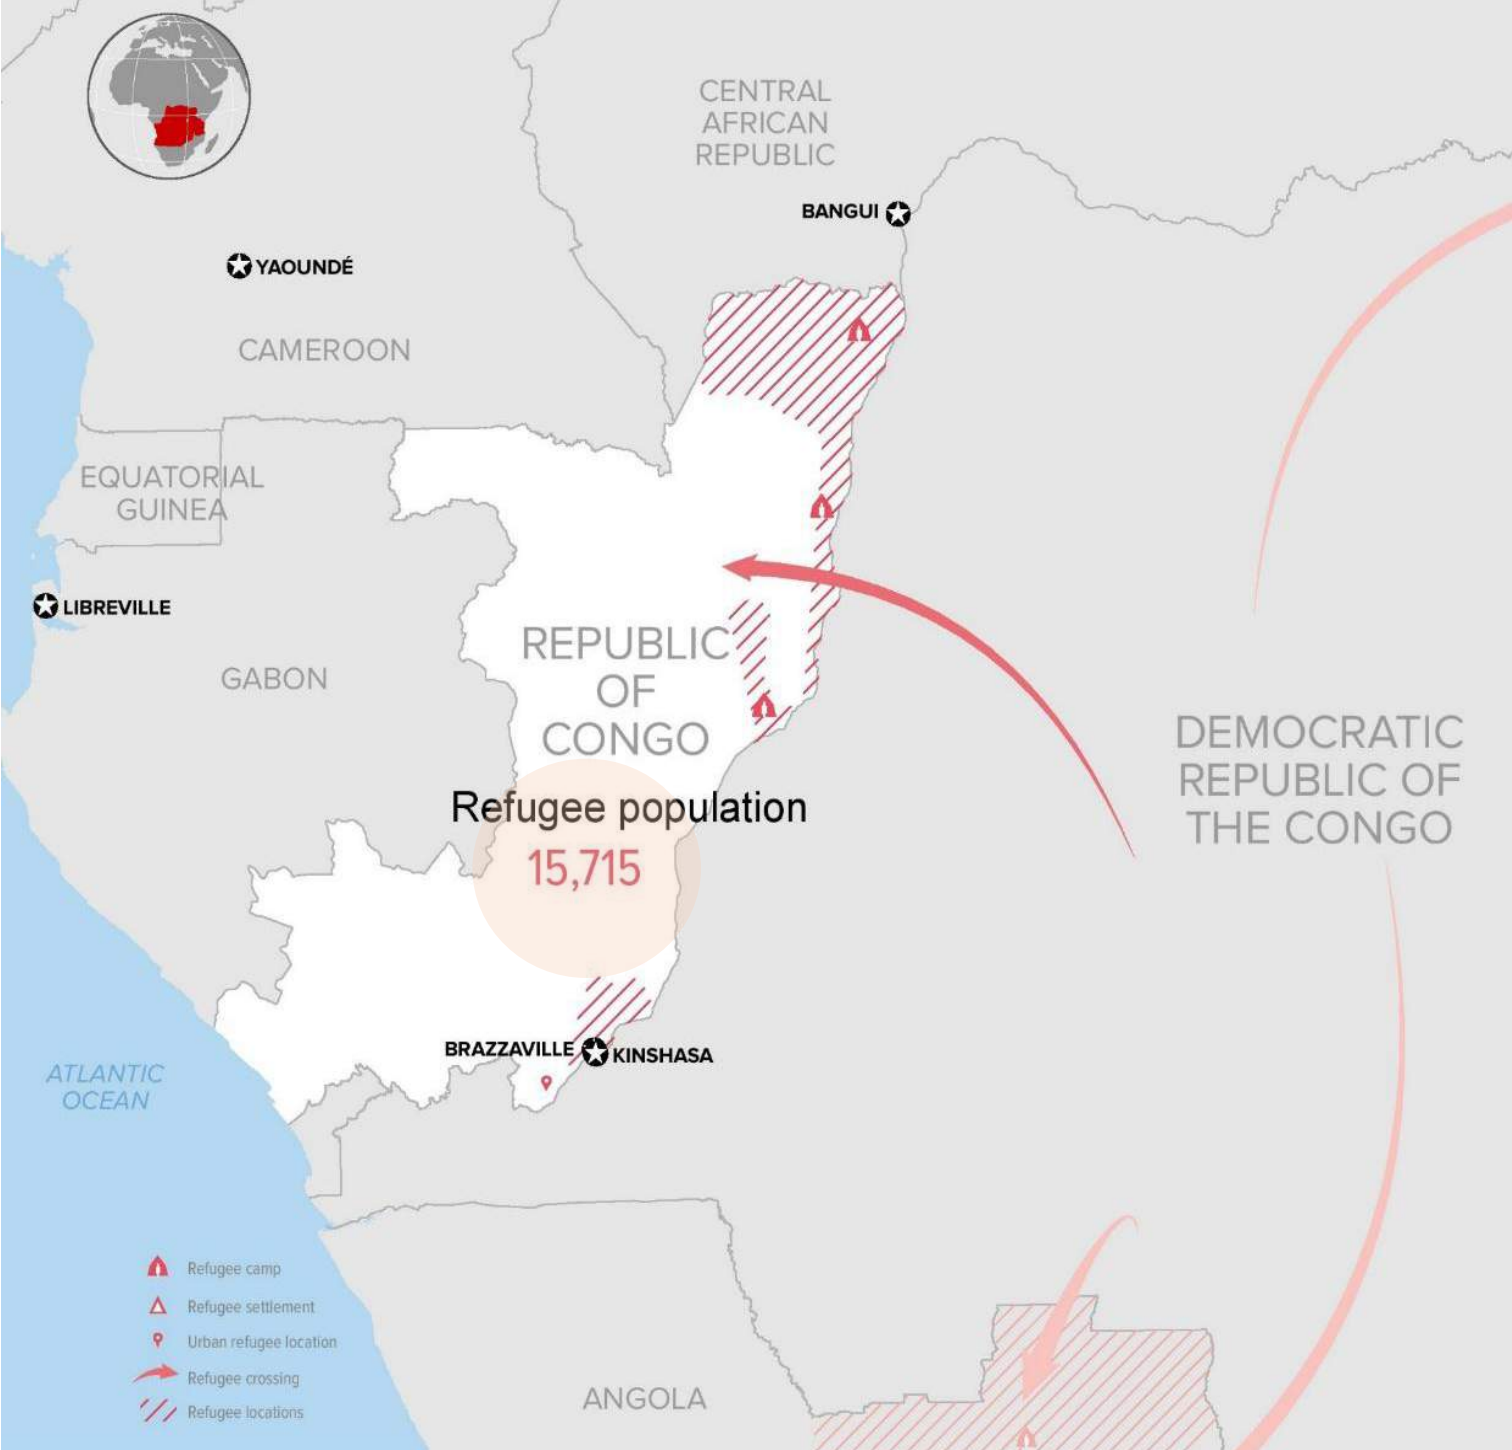 CENTRAL
AFRICAN
REPUBLIC
BANGUI
YAOUNDÉ
CAMEROON
EQUATORIAL
GUINEA
LIBREVILLE
GABON
REPUBLIC
OF
CONGO
DEMOCRATIC
REPUBLIC OF
THE CONGO
Refugee population
15,715
BRAZZAVILLE
KINSHASA
ATLANTIC
OCEAN
Refugee camp
Refugee settlement
Urban refugee location
Refugee crossing
Refugee locations
ANGOLA